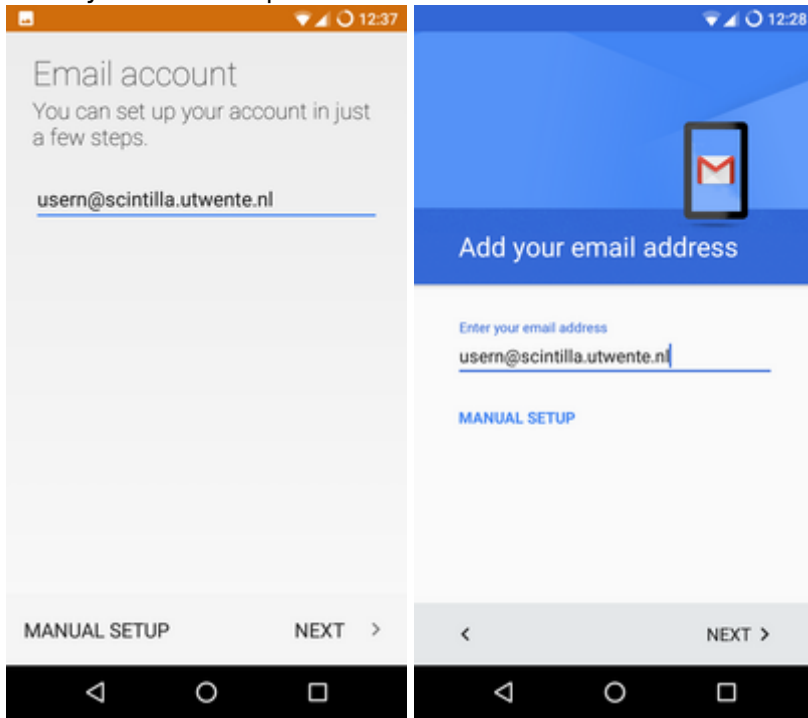 12:37
Email account
You can set up your account in just
a few steps.
usern@scintilla.utwente.nl
MANUAL SETUP
NEXT >
12:28
Add your email address
Enter your email address
usern@scintilla.utwente.nl
MANUAL SETUP
< NEXT >